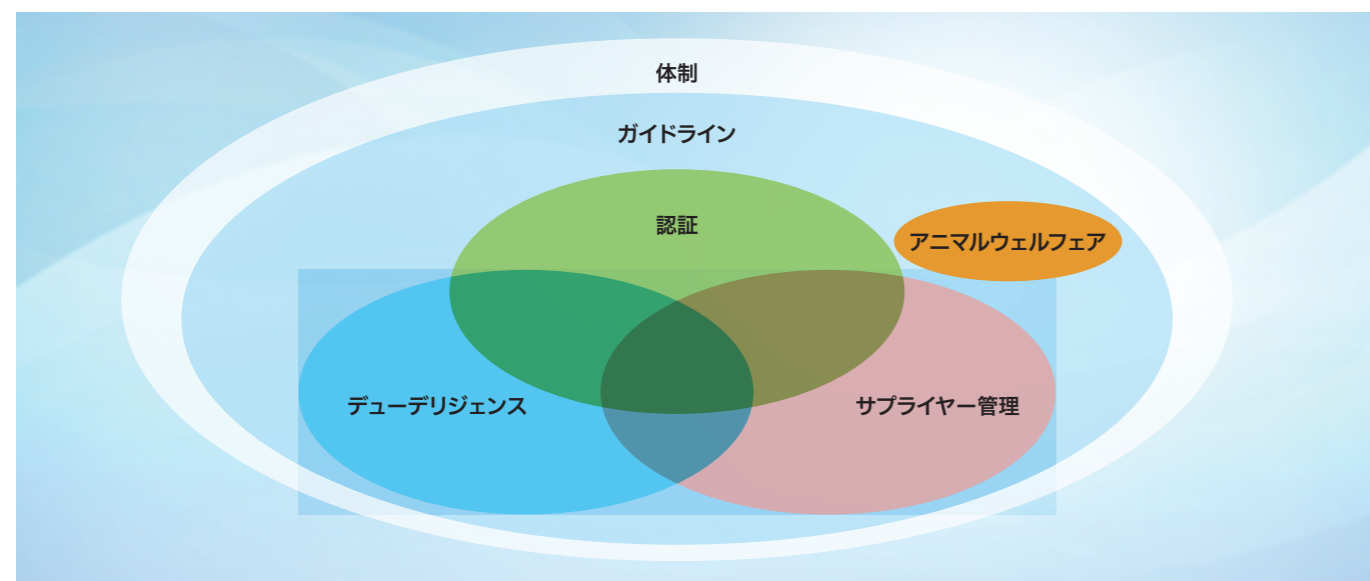 体制
ガイドライン
認証
アニマルウェルフェア
デューデリジェンス
サプライヤー管理